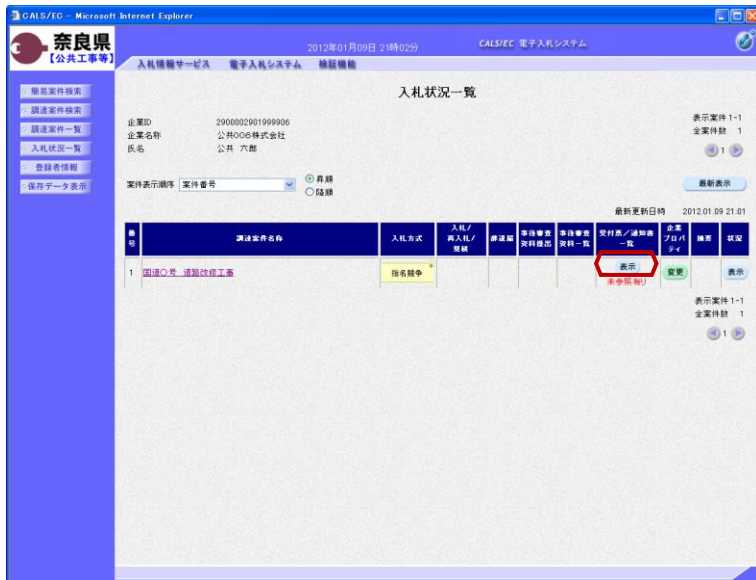 CALS/EC - Microsoft Internet Explorer
奈良県
【公共工事等】
2012年01月09日 21時02分
CALS/EC 電子入札システム
入札情報サービス 電子入札システム 検証機能
簡易案件検索
調達案件検索
調達案件一覧
入札状況一覧
登録者情報
保存データ表示
入札状況一覧
企業ID 2900002901999906
企業名称 公共006株式会社
氏名 公共 六郎
表示案件 1-1
全案件数 1
1
案件表示順序 案件番号
昇順
降順
最新表示
最新更新日時 2012.01.09 21:01
番号 調達案件名称 入札方式 入札/再入札/見積 辞退届 事後審査資料提出 事後審査資料一覧 受付票/通知書一覧 企業プロパティ 摘要 状況
1 国道○号 道路改修工事 指名競争 表示 変更 表示
未参照有り
表示案件 1-1
全案件数 1
1